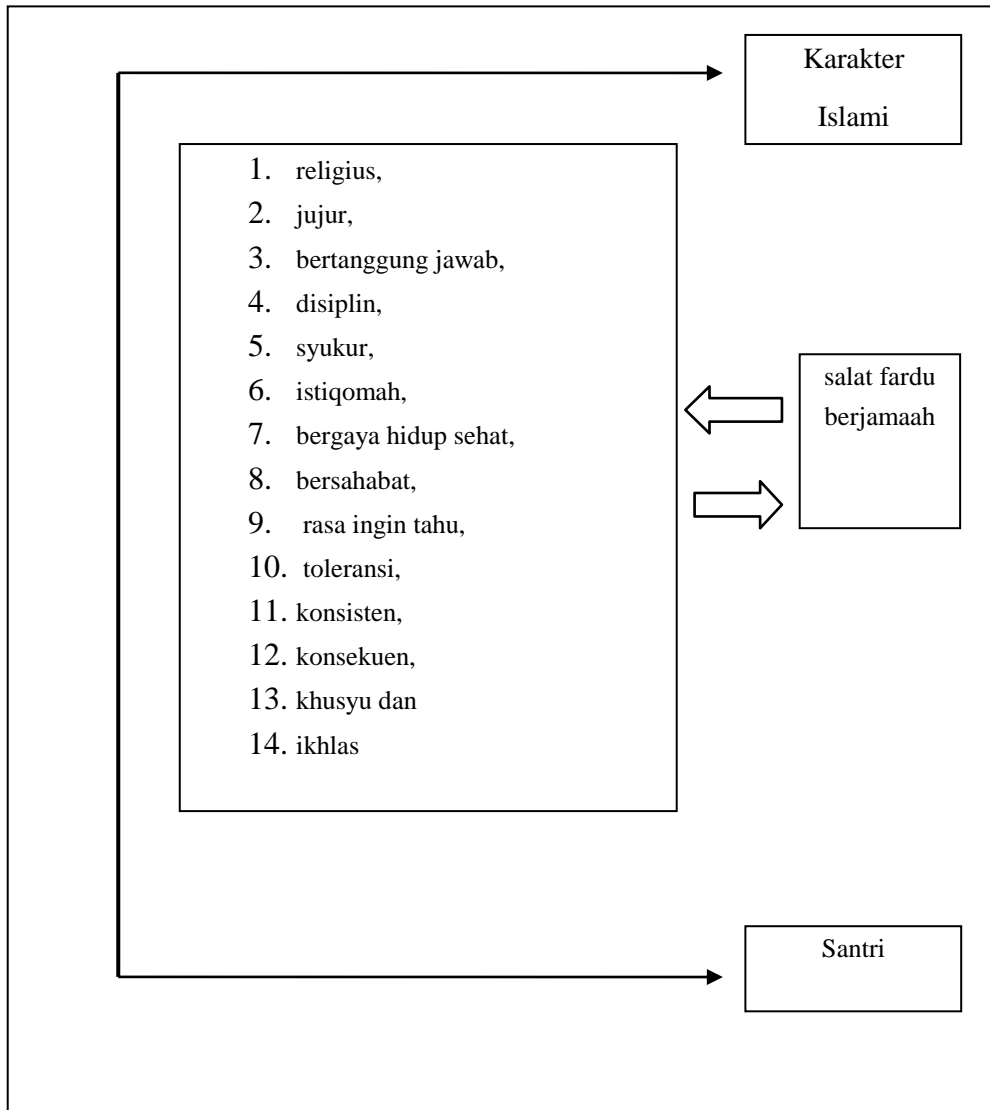 Karakter
Islami
1. religius,
2. jujur,
3. bertanggung jawab,
4. disiplin,
5. syukur,
6. istiqomah,
7. bergaya hidup sehat,
8. bersahabat,
9. rasa ingin tahu,
10. toleransi,
11. konsisten,
12. konsekuen,
13. khusyu dan
14. ikhlas
salat fardu
berjamaah
Santri